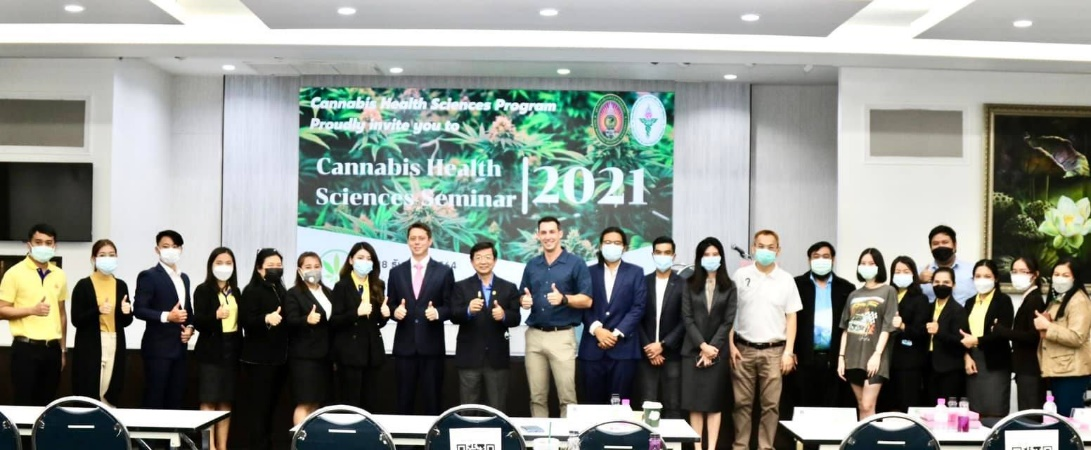 Cannabis Health Sciences Program
Proudly invite you to
Cannabis Health
Sciences Seminar
2021